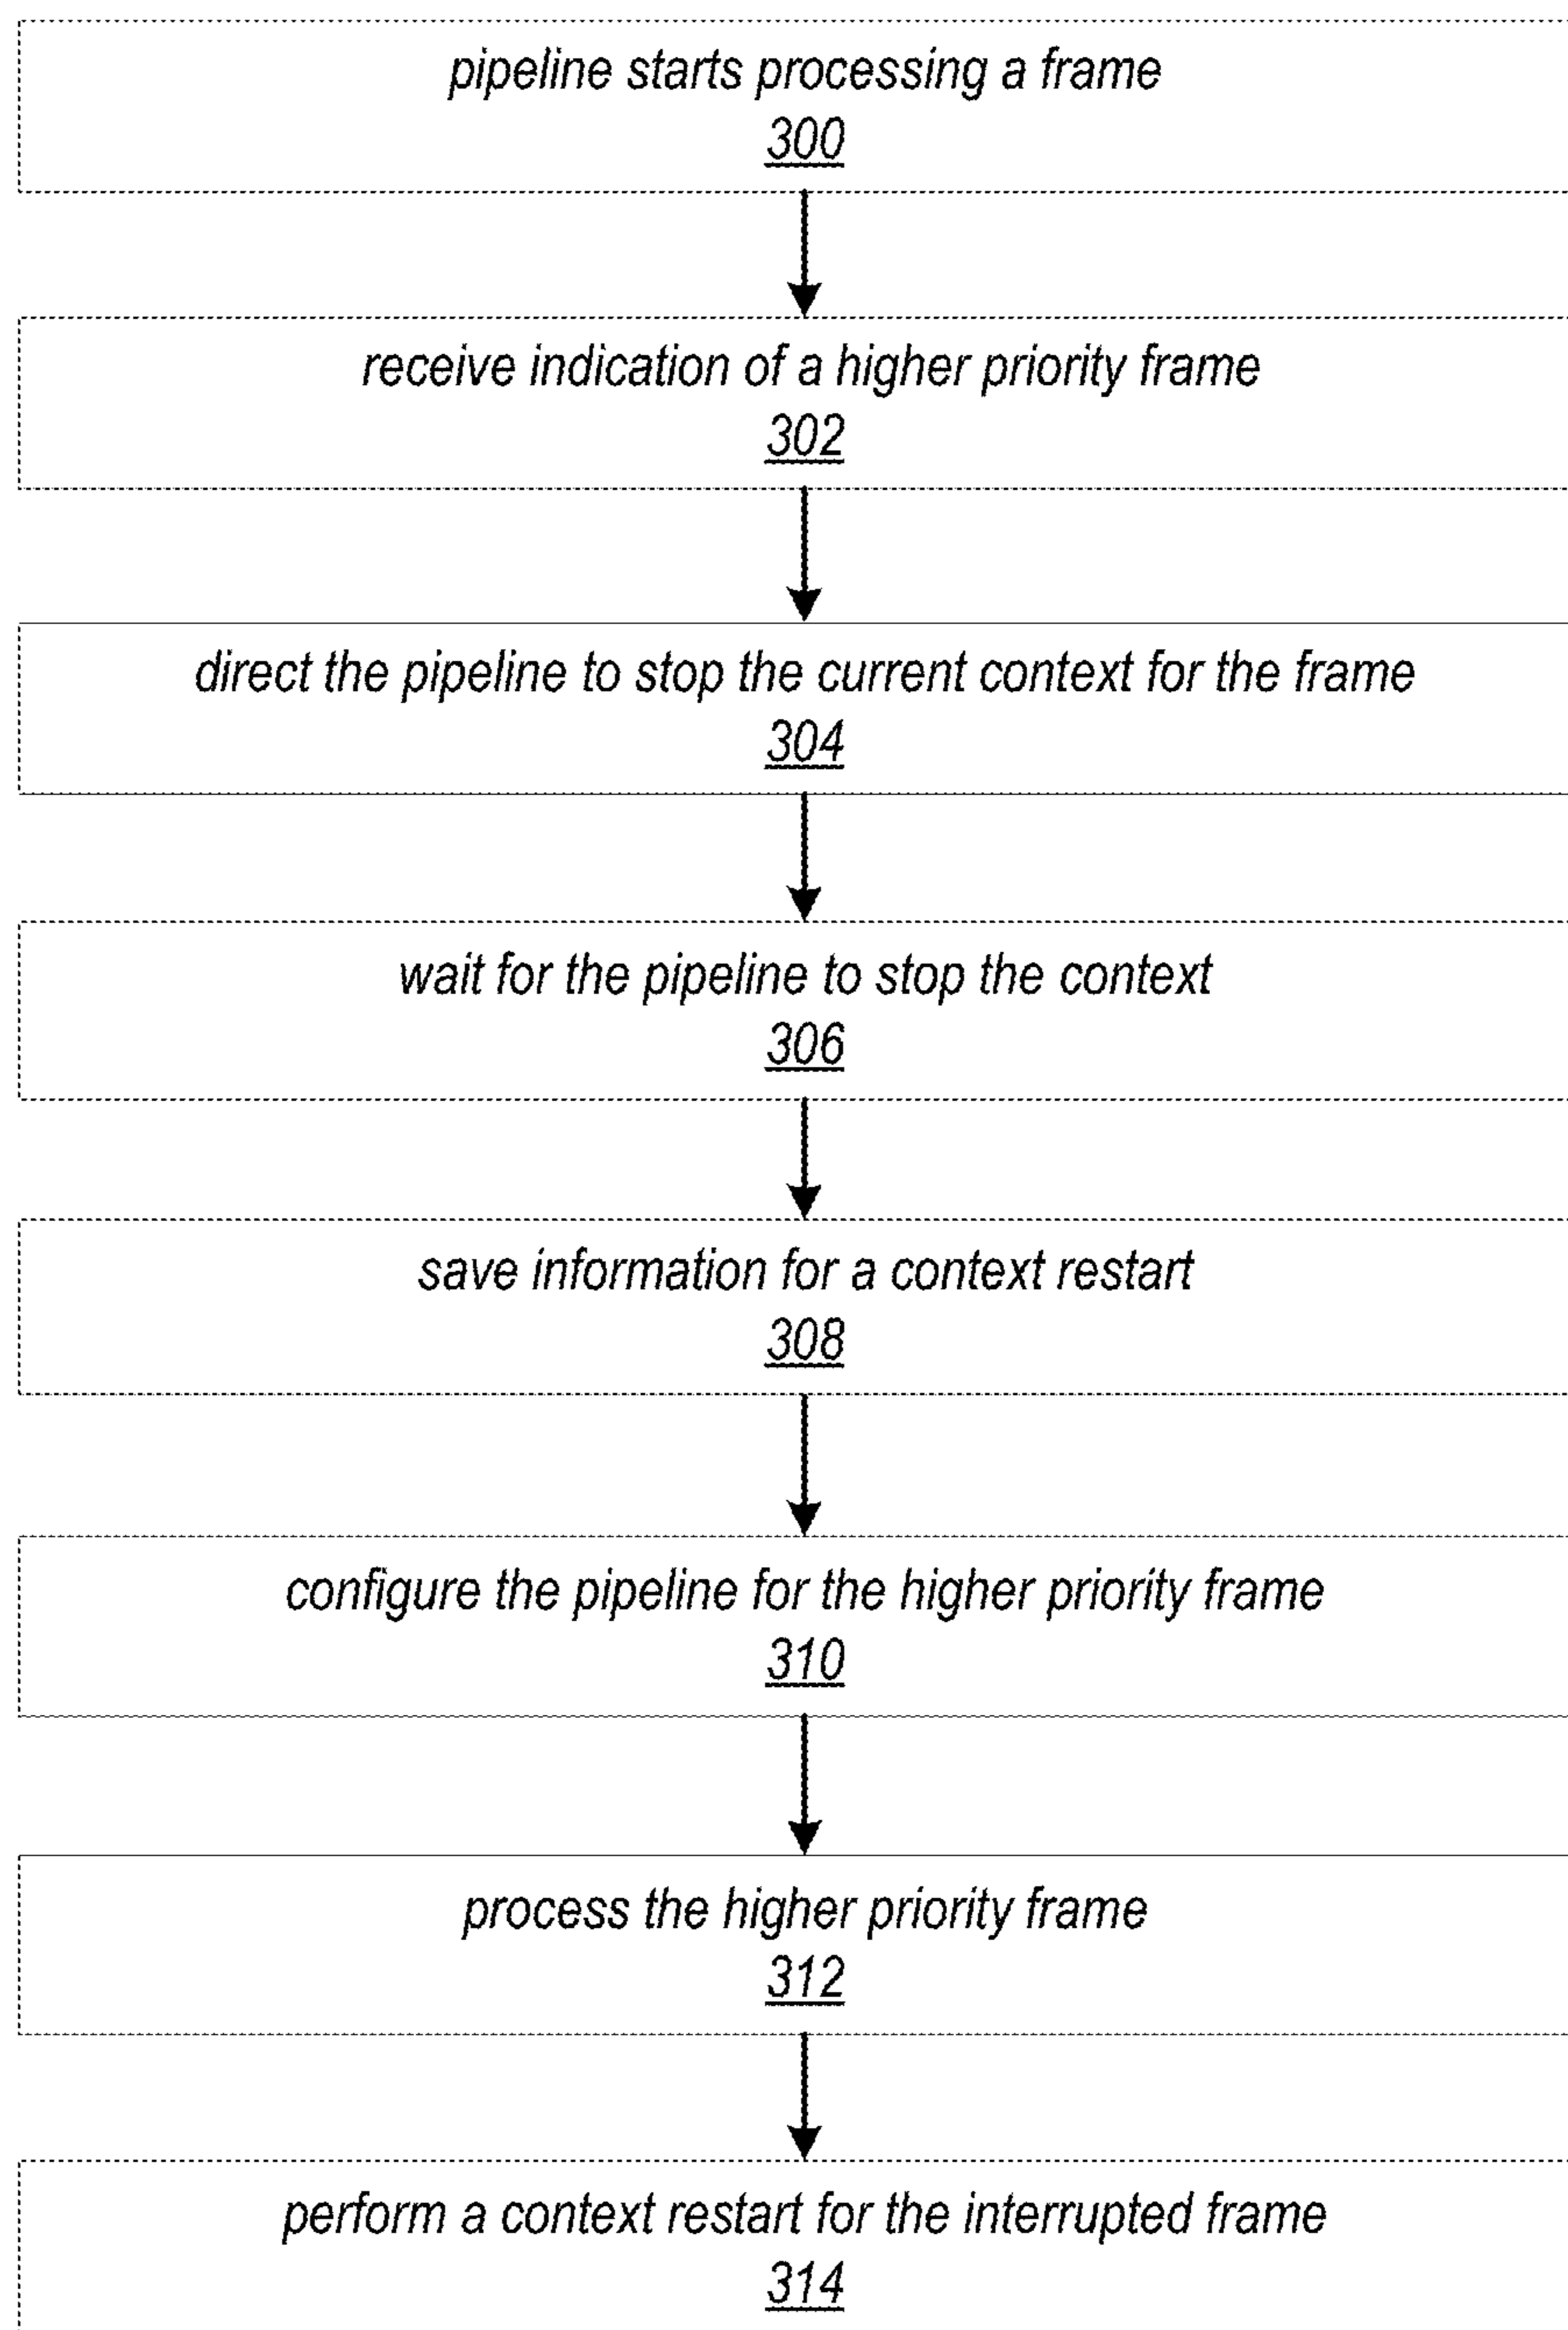 pipeline starts processing a frame
300
receive indication of a higher priority frame
302
direct the pipeline to stop the current context for the frame
304
wait for the pipeline to stop the context
306
save information for a context restart
308
configure the pipeline for the higher priority frame
310
process the higher priority frame
312
perform a context restart for the interrupted frame
314